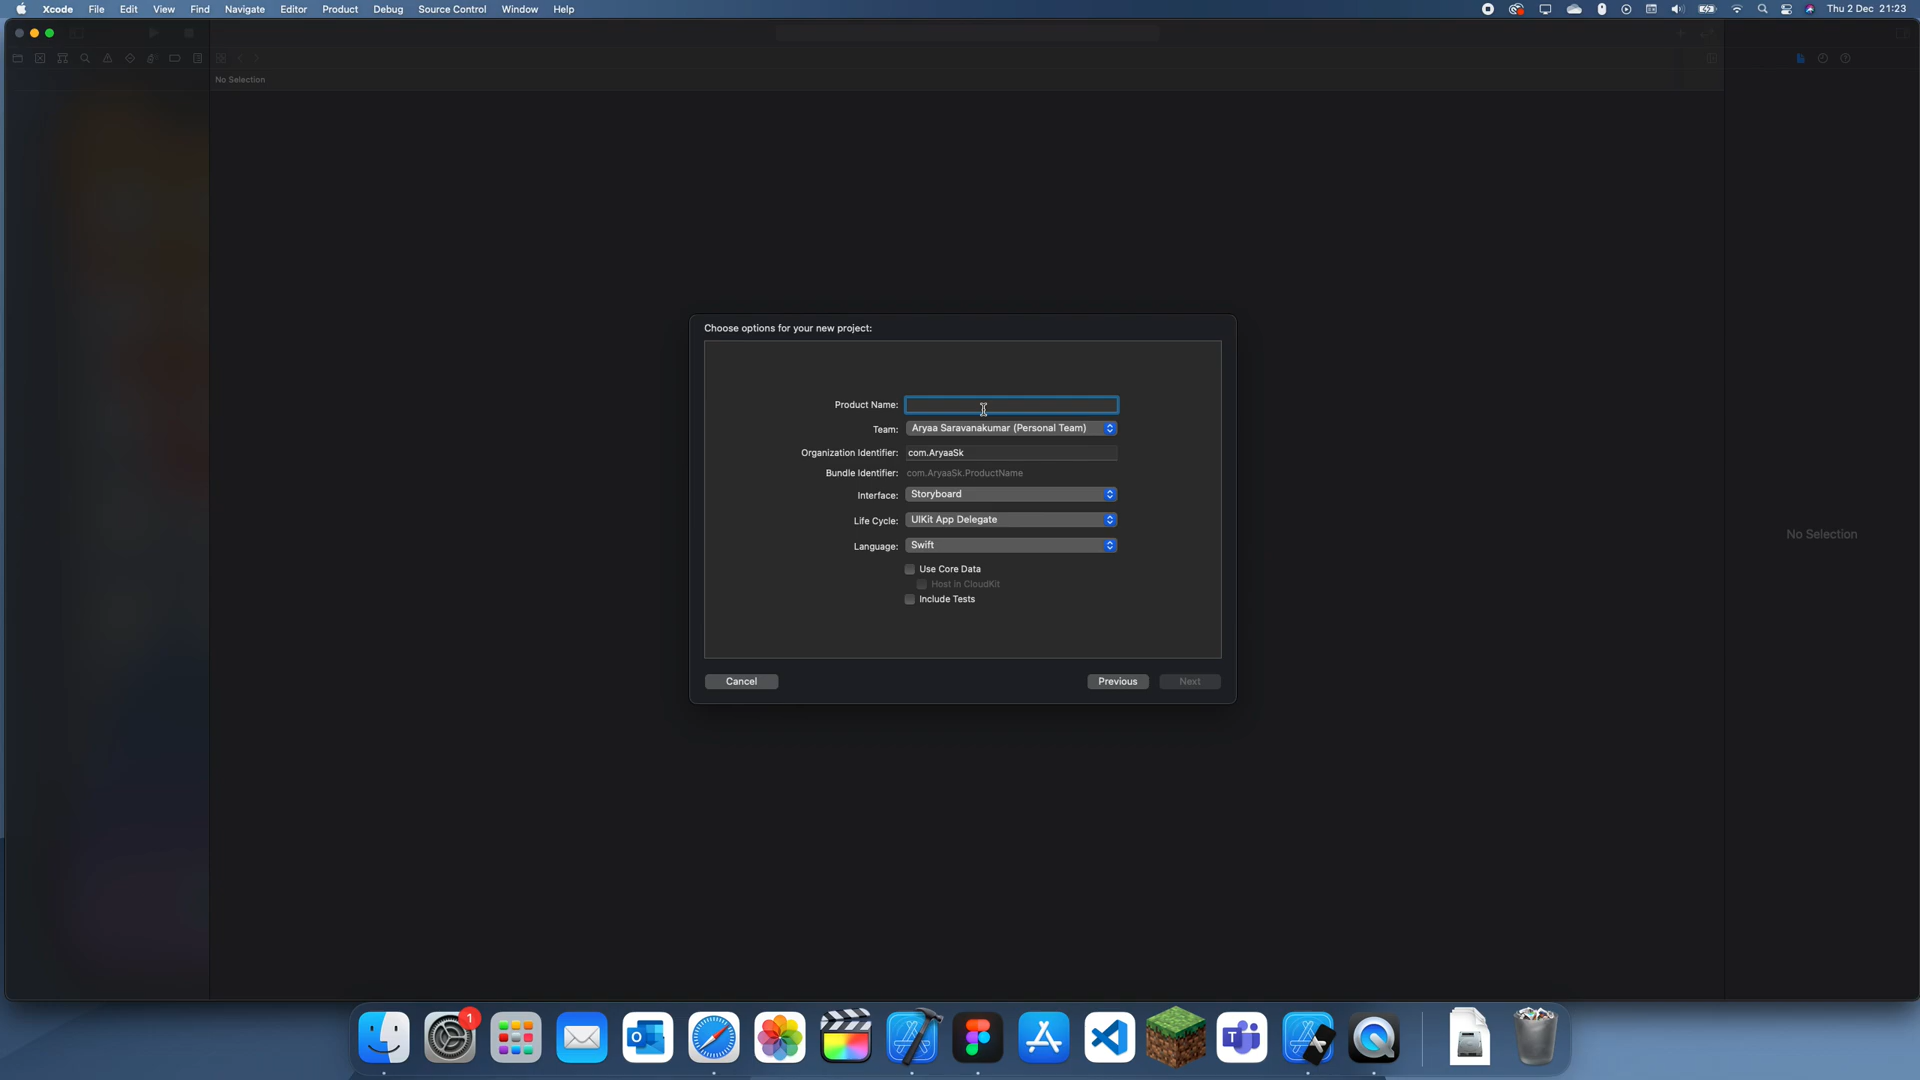 Xcode File Edit View Find Navigate Editor Product Debug Source Control Window Help
Thu 2 Dec 21:23
No Selection
Choose options for your new project:
Product Name:
Team: Aryaa Saravanakumar (Personal Team)
Organization Identifier: com.AryaaSk
Bundle Identifier: com.AryaaSk.ProductName
Interface: Storyboard
Life Cycle: UIKit App Delegate
Language: Swift
Use Core Data
Host in CloudKit
Include Tests
No Selection
Cancel Previous Next
1